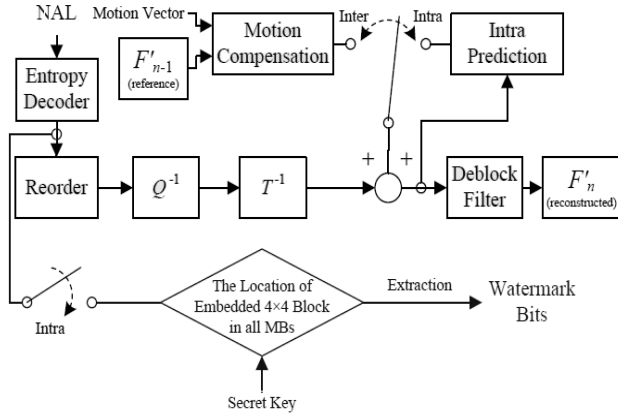 NAL
Motion Vector
Inter
Intra
Motion
Compensation
Intra
Prediction
F′n-1
(reference)
Entropy
Decoder
+
+
Reorder
Q-1
T-1
Deblock
Filter
F′n
(reconstructed)
Intra
The Location of
Embedded 4×4 Block
in all MBs
Extraction
Watermark
Bits
Secret Key